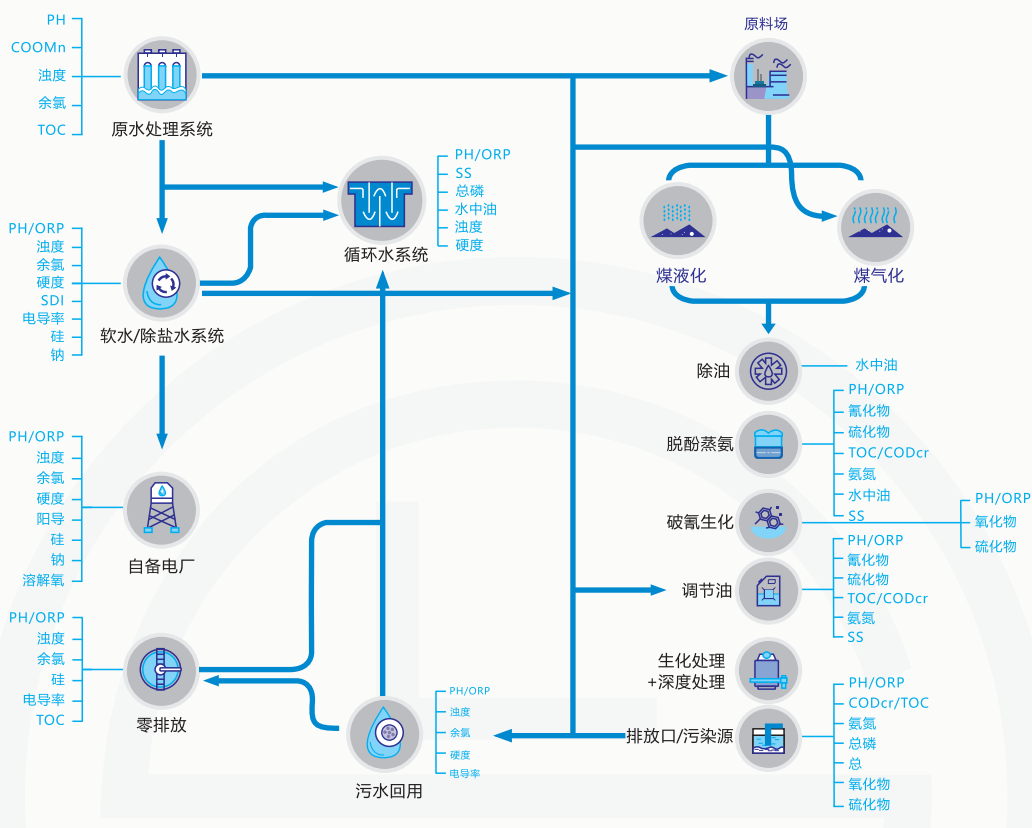 PH
COOMn
浊度
余氯
TOC
原水处理系统
原料场
PH/ORP
SS
总磷
水中油
浊度
硬度
循环水系统
煤液化
煤气化
PH/ORP
浊度
余氯
硬度
SDI
电导率
硅
钠
软水/除盐水系统
除油
水中油
脱酚蒸氨
PH/ORP
氰化物
硫化物
TOC/CODcr
氨氮
水中油
SS
PH/ORP
浊度
余氯
硬度
阳导
硅
钠
溶解氧
自备电厂
破氰生化
PH/ORP
氧化物
硫化物
调节油
PH/ORP
氰化物
硫化物
TOC/CODcr
氨氮
SS
PH/ORP
浊度
余氯
硅
电导率
TOC
零排放
生化处理
+深度处理
PH/ORP
浊度
余氯
硬度
电导率
污水回用
排放口/污染源
PH/ORP
CODcr/TOC
氨氮
总磷
总
氧化物
硫化物